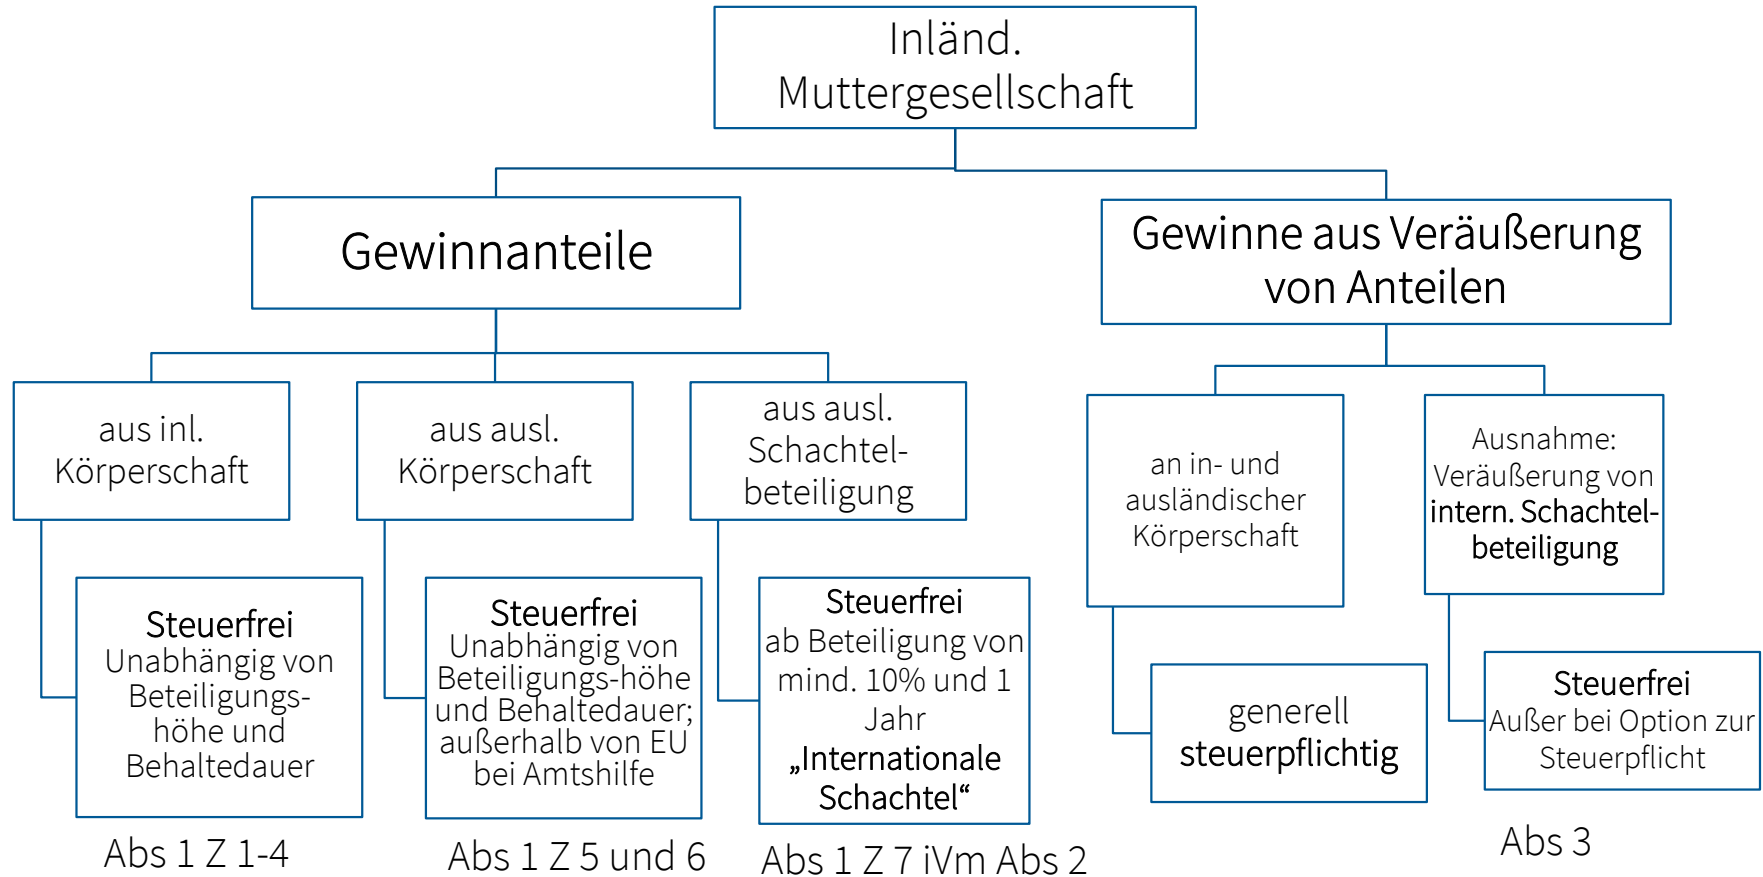 Inländ.
Muttergesellschaft
Gewinnanteile
Gewinne aus Veräußerung
von Anteilen
aus inl.
Körperschaft
aus ausl.
Körperschaft
aus ausl.
Schachtel-
beteiligung
an in- und
ausländischer
Körperschaft
Ausnahme:
Veräußerung von
intern. Schachtel-
beteiligung
Steuerfrei
Unabhängig von
Beteiligungs-
höhe und
Behaltedauer
Steuerfrei
Unabhängig von
Beteiligungs-höhe
und Behaltedauer;
außerhalb von EU
bei Amtshilfe
Steuerfrei
ab Beteiligung von
mind. 10% und 1
Jahr
„Internationale
Schachtel“
generell
steuerpflichtig
Steuerfrei
Außer bei Option zur
Steuerpflicht
Abs 1 Z 1-4
Abs 1 Z 5 und 6
Abs 1 Z 7 iVm Abs 2
Abs 3